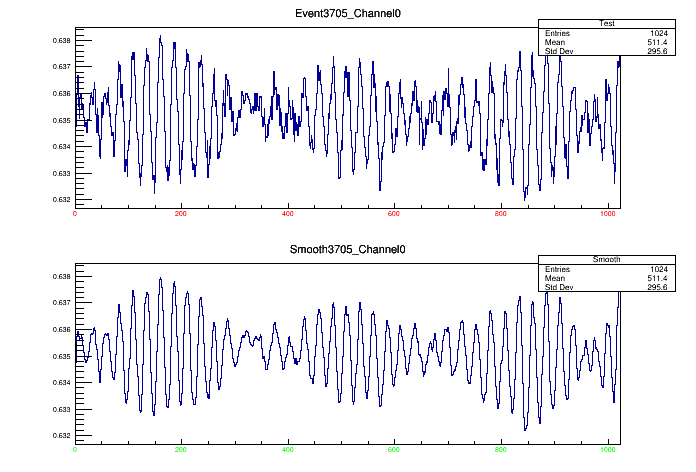 Event3705_Channel0
Test
Entries 1024
Mean 511.4
Std Dev 295.6
0.638
0.637
0.636
0.635
0.634
0.633
0.632
0 200 400 600 800 1000
Smooth3705_Channel0
Smooth
Entries 1024
Mean 511.4
Std Dev 295.6
0.638
0.637
0.636
0.635
0.634
0.633
0.632
0 200 400 600 800 1000